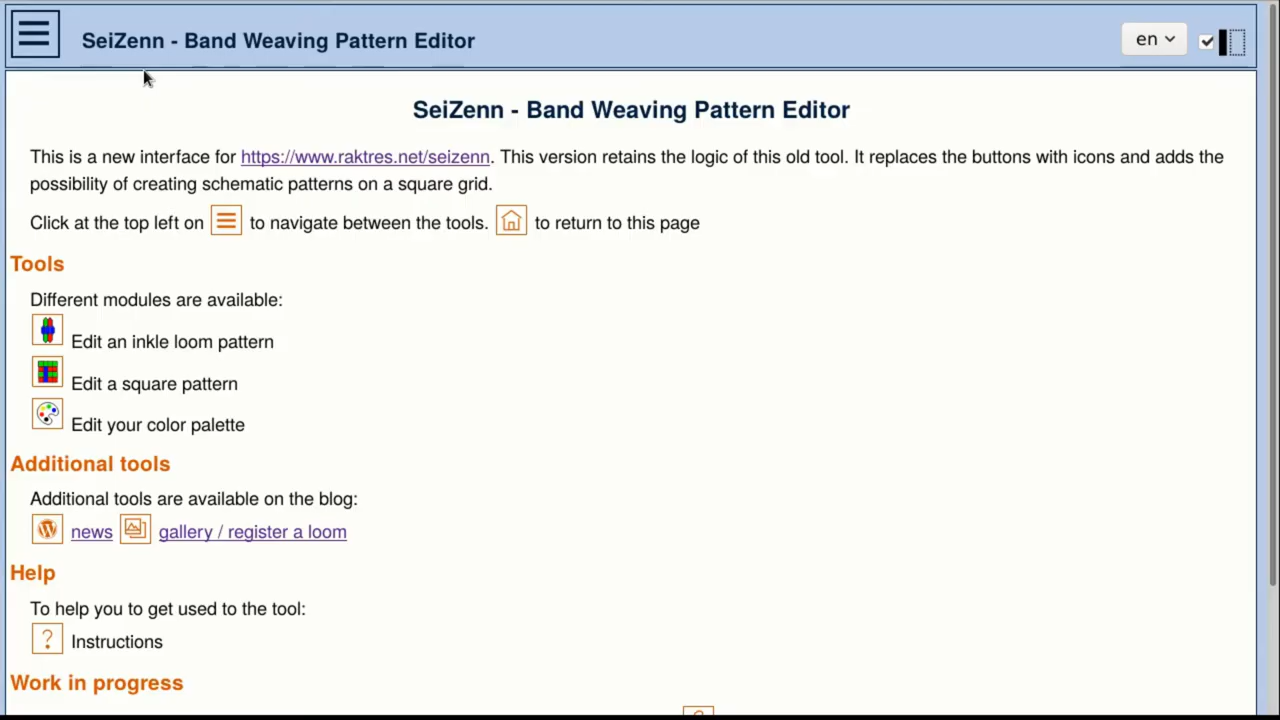 SeiZenn - Band Weaving Pattern Editor
en
SeiZenn - Band Weaving Pattern Editor
This is a new interface for https://www.raktres.net/seizenn. This version retains the logic of this old tool. It replaces the buttons with icons and adds the
possibility of creating schematic patterns on a square grid.
Click at the top left on to navigate between the tools. to return to this page
Tools
Different modules are available:
Edit an inkle loom pattern
Edit a square pattern
Edit your color palette
Additional tools
Additional tools are available on the blog:
news gallery / register a loom
Help
To help you to get used to the tool:
? Instructions
Work in progress